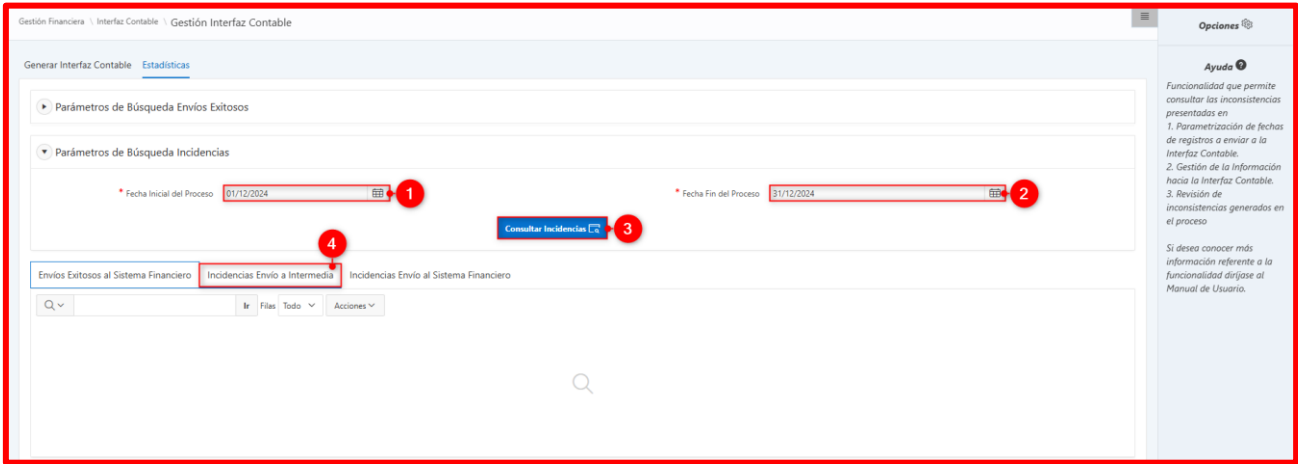 Gestión Financiera \ Interfaz Contable \ Gestión Interfaz Contable
Opciones
Generar Interfaz Contable Estadísticas
Ayuda
Parámetros de Búsqueda Envíos Exitosos
Funcionalidad que permite
consultar las inconsistencias
presentadas en
1. Parametrización de fechas
de registros a enviar a la
Interfaz Contable.
2. Gestión de la Información
hacia la Interfaz Contable.
3. Revisión de
inconsistencias generados en
el proceso
Si desea conocer más
información referente a la
funcionalidad diríjase al
Manual de Usuario.
Parámetros de Búsqueda Incidencias
* Fecha Inicial del Proceso 01/12/2024 1 * Fecha Fin del Proceso 31/12/2024 2
Consultar Incidencias 3
4
Envíos Exitosos al Sistema Financiero Incidencias Envío a Intermedia Incidencias Envío al Sistema Financiero
Ir Filas Todo Acciones